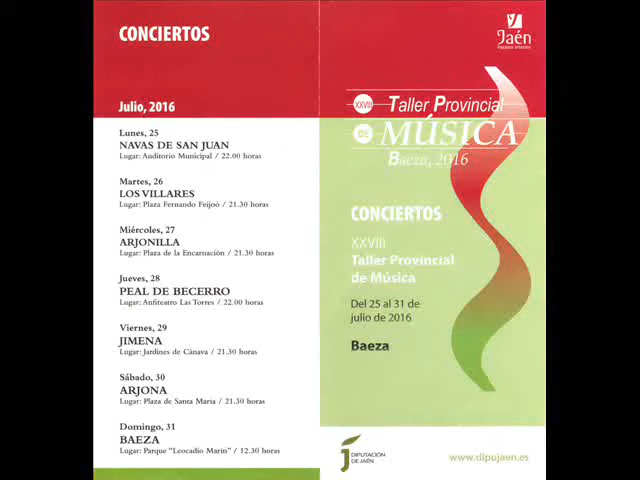 CONCIERTOS
Julio, 2016
Lunes, 25
NAVAS DE SAN JUAN
Lugar: Auditorio Municipal / 22.00 horas
Martes, 26
LOS VILLARES
Lugar: Plaza Fernando Feijoó / 21.30 horas
Miércoles, 27
ARJONILLA
Lugar: Plaza de la Encarnación / 21.30 horas
Jueves, 28
PEAL DE BECERRO
Lugar: Anfiteatro Las Torres / 22.00 horas
Viernes, 29
JIMENA
Lugar: Jardines de Cánava / 21.30 horas
Sábado, 30
ARJONA
Lugar: Plaza de Santa María / 21.30 horas
Domingo, 31
BAEZA
Lugar: Parque "Leocadio Marín" / 12.30 horas
Jaén
XXVIII Taller Provincial
DE MÚSICA
Baeza, 2016
CONCIERTOS
XXVIII
Taller Provincial
de Música
Del 25 al 31 de
julio de 2016
Baeza
DIPUTACIÓN
DE JAÉN
www.dipujaen.es